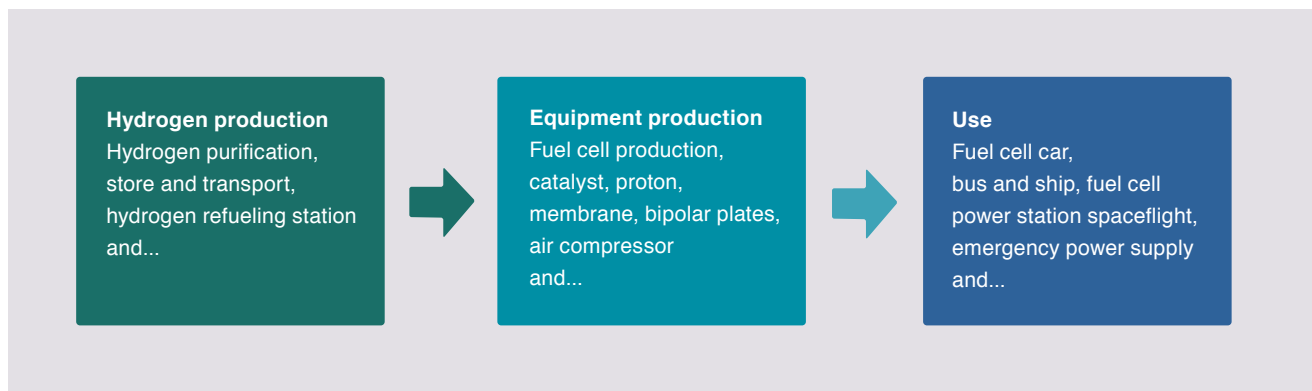 Hydrogen production
Hydrogen purification,
store and transport,
hydrogen refueling station
and...
Equipment production
Fuel cell production,
catalyst, proton,
membrane, bipolar plates,
air compressor
and...
Use
Fuel cell car,
bus and ship, fuel cell
power station spaceflight,
emergency power supply
and...